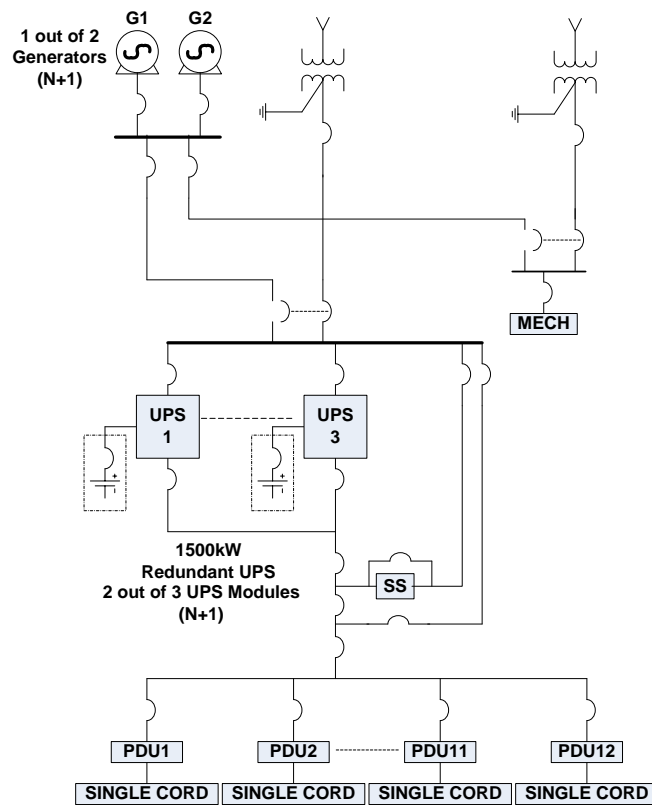 G1 G2
1 out of 2
Generators
(N+1)
MECH
UPS
1
UPS
3
+
+
1500kW
Redundant UPS
2 out of 3 UPS Modules
(N+1)
SS
PDU1 PDU2 PDU11 PDU12
SINGLE CORD SINGLE CORD SINGLE CORD SINGLE CORD